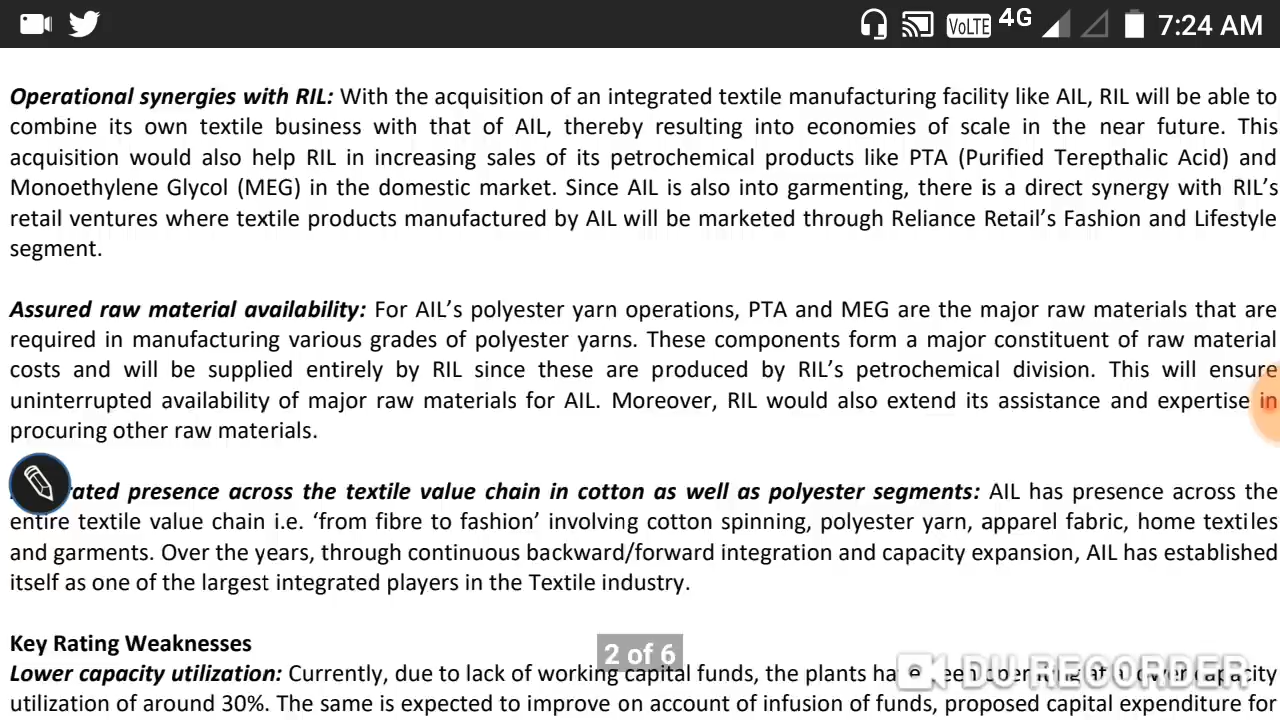 VoLTE 4G 7:24 AM
Operational synergies with RIL: With the acquisition of an integrated textile manufacturing facility like AIL, RIL will be able to
combine its own textile business with that of AIL, thereby resulting into economies of scale in the near future. This
acquisition would also help RIL in increasing sales of its petrochemical products like PTA (Purified Terepthalic Acid) and
Monoethylene Glycol (MEG) in the domestic market. Since AIL is also into garmenting, there is a direct synergy with RIL’s
retail ventures where textile products manufactured by AIL will be marketed through Reliance Retail’s Fashion and Lifestyle
segment.
Assured raw material availability: For AIL’s polyester yarn operations, PTA and MEG are the major raw materials that are
required in manufacturing various grades of polyester yarns. These components form a major constituent of raw material
costs and will be supplied entirely by RIL since these are produced by RIL’s petrochemical division. This will ensure
uninterrupted availability of major raw materials for AIL. Moreover, RIL would also extend its assistance and expertise in
procuring other raw materials.
rated presence across the textile value chain in cotton as well as polyester segments: AIL has presence across the
entire textile value chain i.e. ‘from fibre to fashion’ involving cotton spinning, polyester yarn, apparel fabric, home textiles
and garments. Over the years, through continuous backward/forward integration and capacity expansion, AIL has established
itself as one of the largest integrated players in the Textile industry.
Key Rating Weaknesses
2 of 6
Lower capacity utilization: Currently, due to lack of working capital funds, the plants capacity
DU RECORDER
utilization of around 30%. The same is expected to improve on account of infusion of funds, proposed capital expenditure for